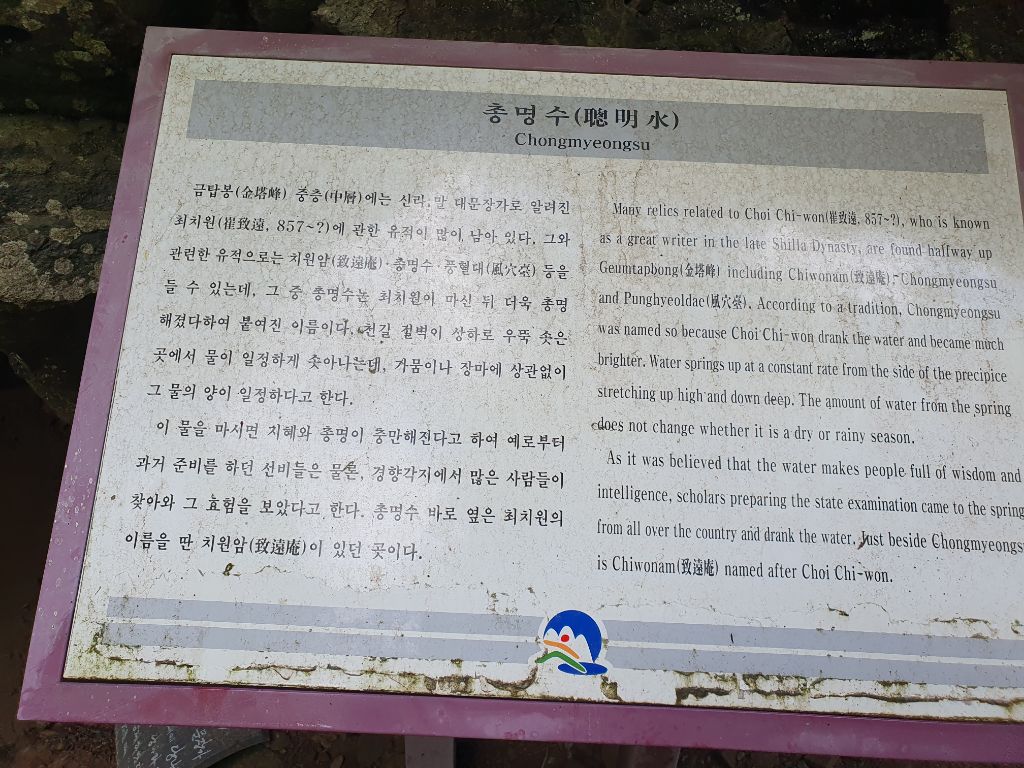 총명수(聰明水)
Chongmyeongsu
금탑봉(金塔峰) 중층(中層)에는 신라 말 대문장가로 알려진
최치원(崔致遠, 857~?)에 관한 유적이 많이 남아 있다. 그와
관련한 유적으로는 치원암(致遠庵)·총명수·풍혈대(風穴臺) 등을
들 수 있는데, 그 중 총명수는 최치원이 마신 뒤 더욱 총명
해졌다하여 붙여진 이름이다. 천길 절벽이 상하로 우뚝 솟은
곳에서 물이 일정하게 솟아나는데, 가뭄이나 장마에 상관없이
그 물의 양이 일정하다고 한다.
이 물을 마시면 지혜와 총명이 충만해진다고 하여 예로부터
과거 준비를 하던 선비들은 물론, 경향각지에서 많은 사람들이
찾아와 그 효험을 보았다고 한다. 총명수 바로 옆은 최치원의
이름을 딴 치원암(致遠庵)이 있던 곳이다.
Many relics related to Choi Chi-won(崔致遠, 857~?), who is known
as a great writer in the late Shilla Dynasty, are found halfway up
Geumtapbong(金塔峰) including Chiwonam(致遠庵), Chongmyeongsu
and Punghyeoldae(風穴臺). According to a tradition, Chongmyeongsu
was named so because Choi Chi-won drank the water and became much
brighter. Water springs up at a constant rate from the side of the precipice
stretching up high and down deep. The amount of water from the spring
does not change whether it is a dry or rainy season.
As it was believed that the water makes people full of wisdom and
intelligence, scholars preparing the state examination came to the spring
from all over the country and drank the water. Just beside Chongmyeongsu
is Chiwonam(致遠庵) named after Choi Chi-won.